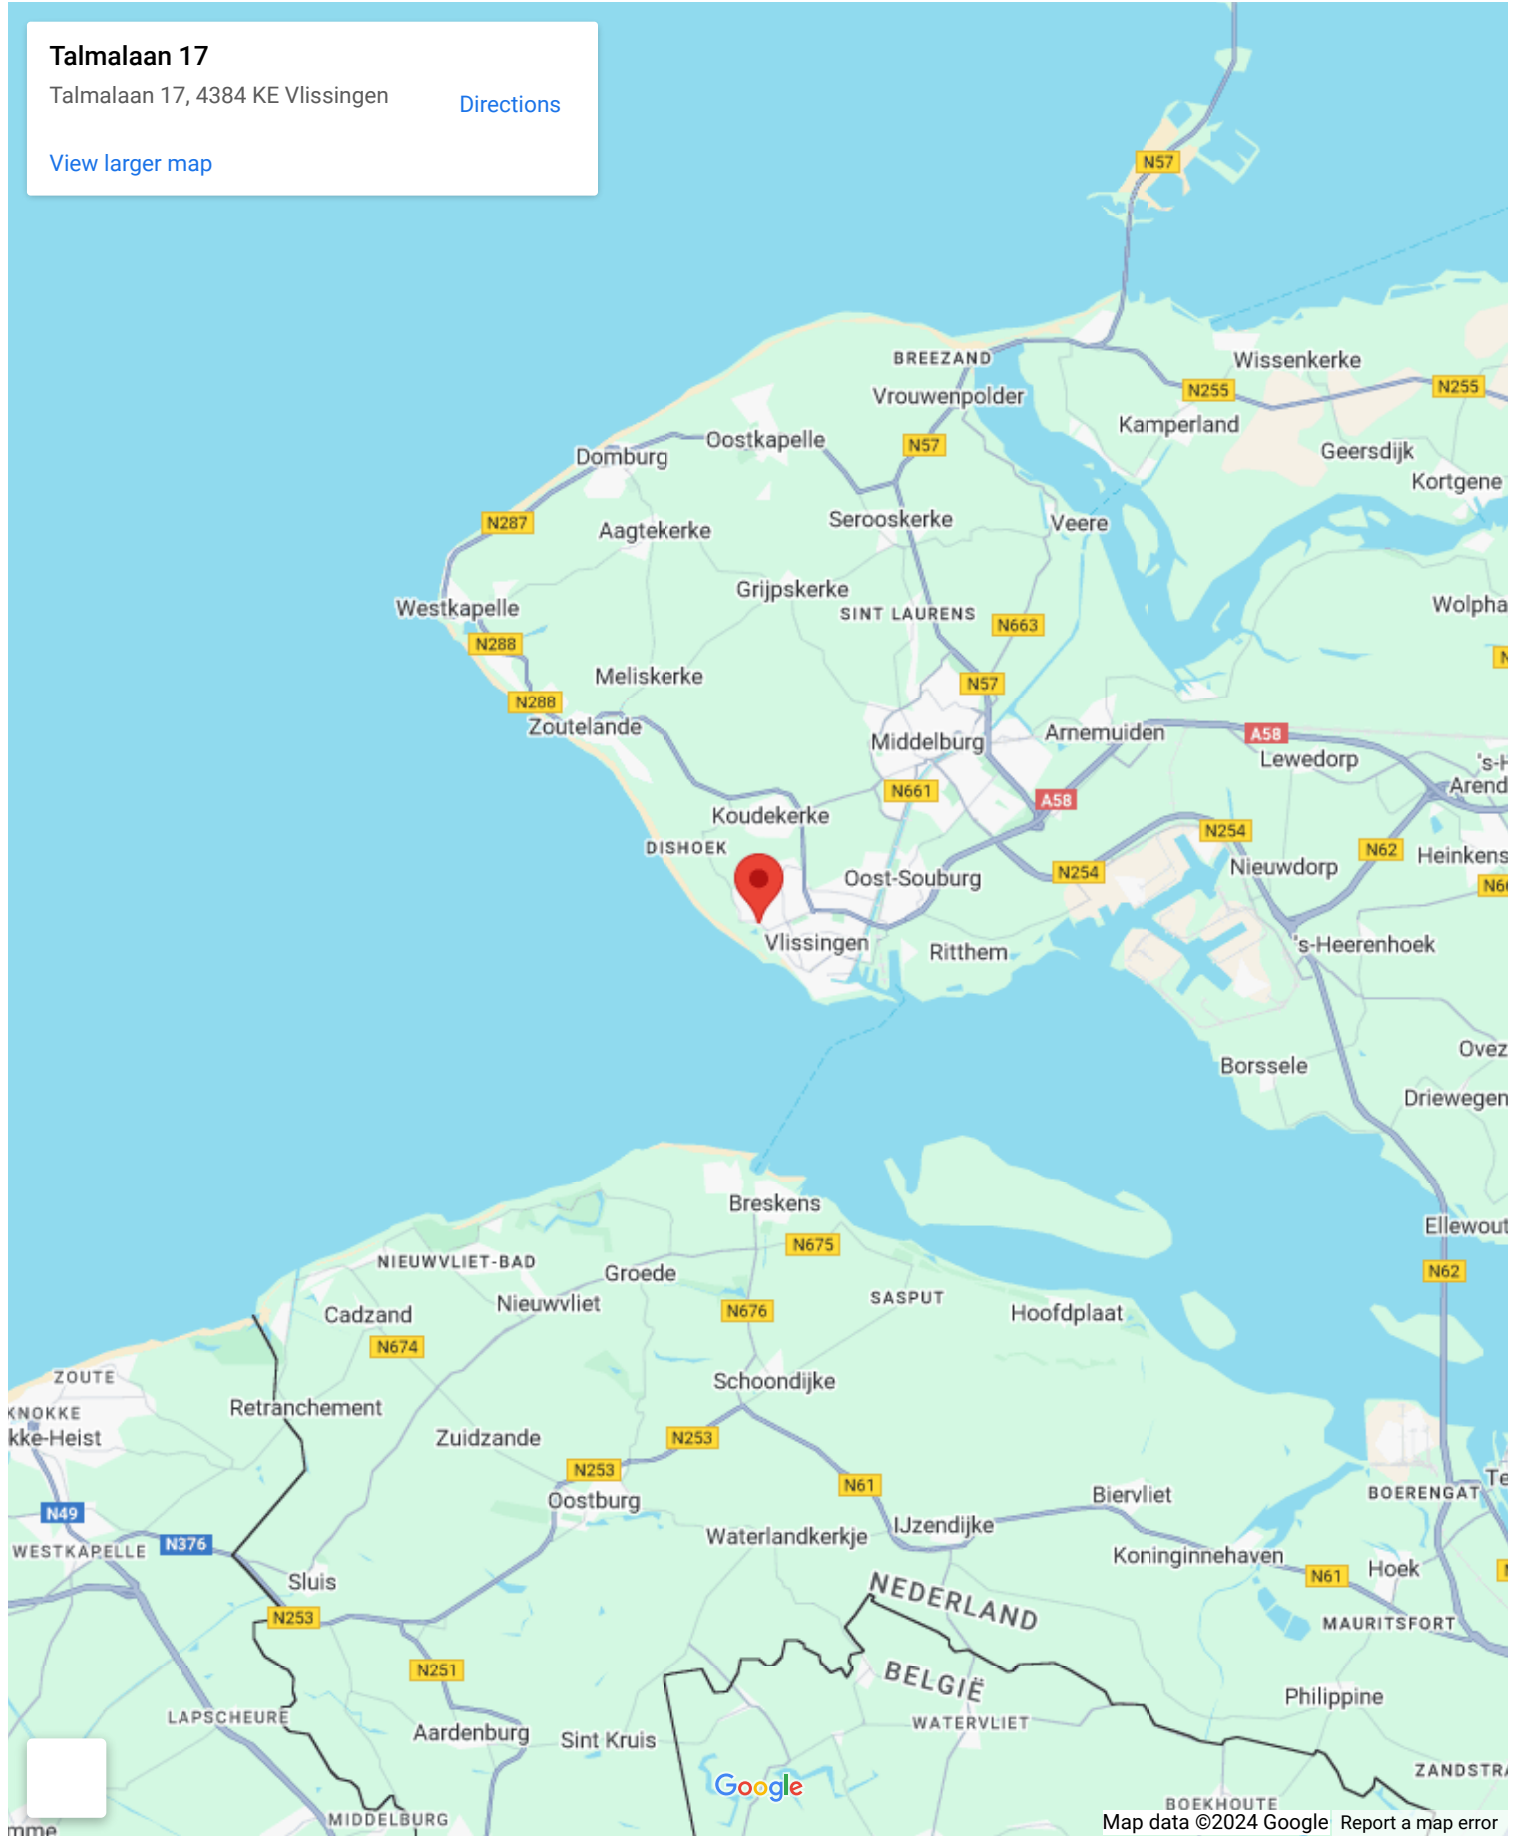 Talmalaan 17
Talmalaan 17, 4384 KE Vlissingen
Directions
View larger map
N57
BREEZAND
Wissenkerke
Vrouwenpolder
N255
N255
Kamperland
Oostkapelle
N57
Geersdijk
Domburg
Kortgene
N287
Serooskerke
Veere
Aagtekerke
Grijpskerke
Westkapelle
SINT LAURENS
Wolpha
N663
N288
Meliskerke
N57
N288
Zoutelande
Middelburg
Arnemuiden
A58
Lewedorp
's-H
Arend
N661
A58
Koudekerke
N254
DISHOEK
N62
Heinkens
Nieuwdorp
N254
Oost-Souburg
N66
Vlissingen
Ritthem
's-Heerenhoek
Ovez
Borssele
Driewegen
Breskens
Ellewout
N675
NIEUWVLIET-BAD
Groede
N62
SASPUT
Nieuwvliet
N676
Hoofdplaat
Cadzand
N674
ZOUTE
Schoondijke
Retranchement
KNOKKE
kke-Heist
Zuidzande
N253
N253
N61
Oostburg
Biervliet
BOERENGAT
Te
N49
IJzendijke
Waterlandkerkje
N376
WESTKAPELLE
Koninginnehaven
Hoek
N61
Sluis
NEDERLAND
N253
MAURITSFORT
N251
BELGIË
Philippine
LAPSCHEURE
WATERVLIET
Aardenburg
Sint Kruis
ZANDSTRA
Google
BOEKHOUTE
MIDDELBURG
mme
Map data ©2024 Google
Report a map error